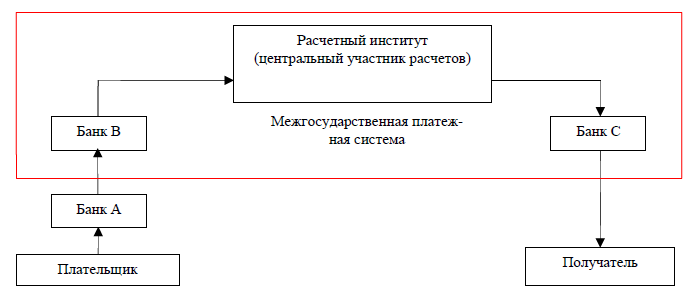 Расчетный институт
(центральный участник расчетов)
Межгосударственная платеж-
ная система
Банк В
Банк С
Банк А
Плательщик
Получатель